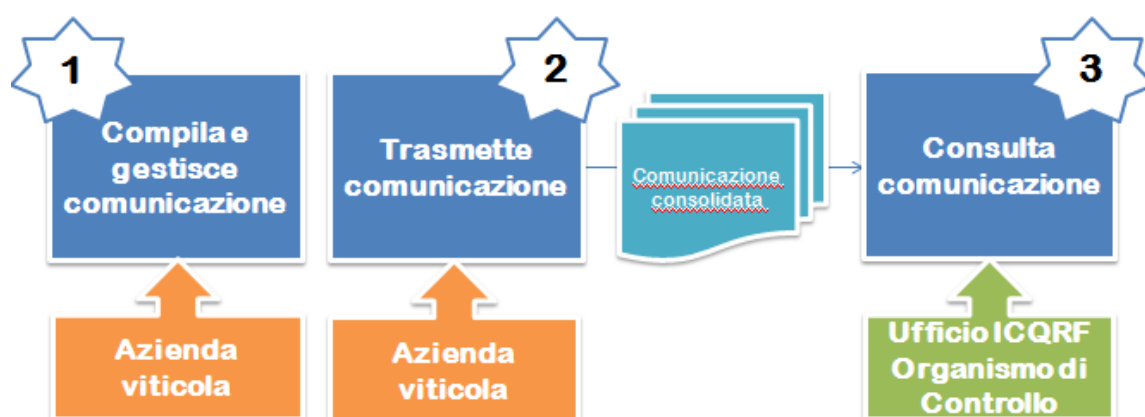 1
Compila e
gestisce
comunicazione
2
Trasmette
comunicazione
Comunicazione
consolidata
3
Consulta
comunicazione
Azienda
viticola
Azienda
viticola
Ufficio ICQRF
Organismo di
Controllo